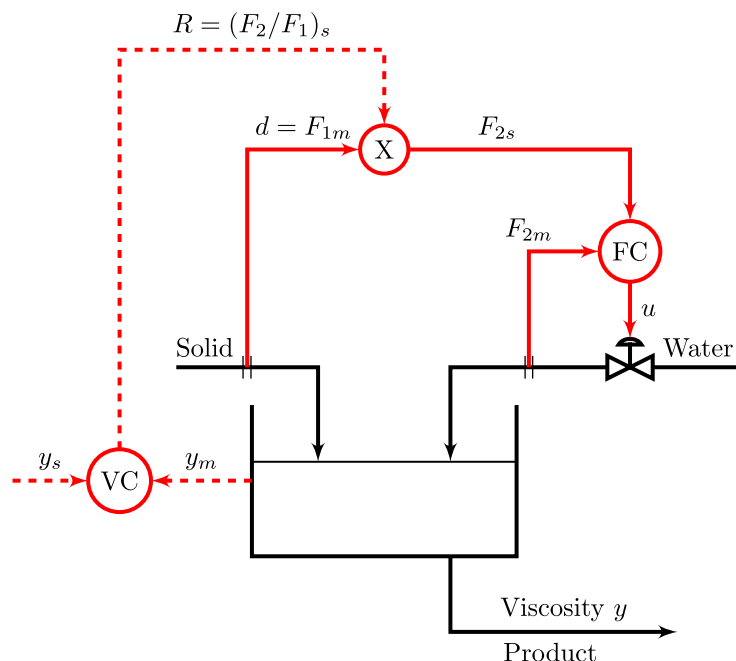 R = (F₂/F₁)ₛ
d = F₁ₘ
X
F₂ₛ
F₂ₘ
FC
u
Solid
Water
yₛ
VC
yₘ
Viscosity y
Product